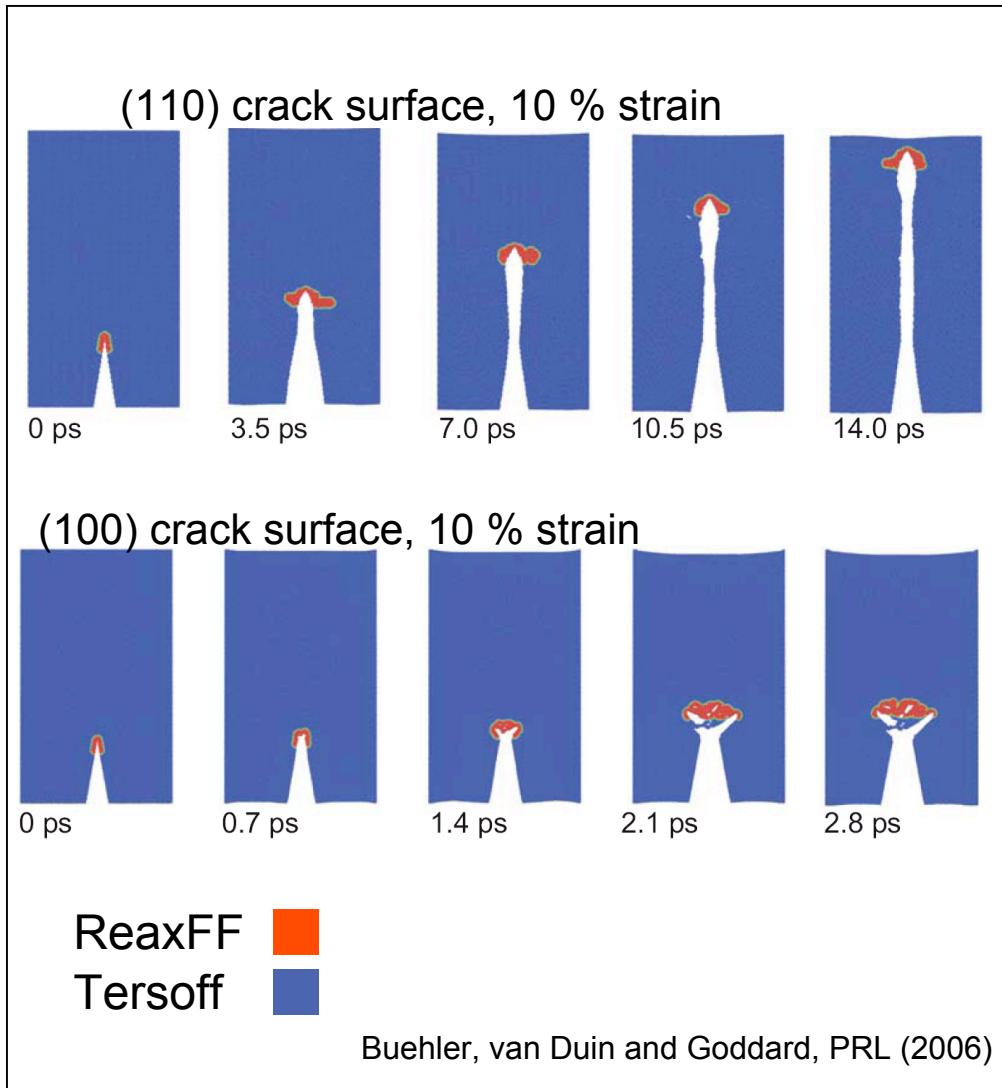 (110) crack surface, 10 % strain
0 ps
3.5 ps
7.0 ps
10.5 ps
14.0 ps
(100) crack surface, 10 % strain
0 ps
0.7 ps
1.4 ps
2.1 ps
2.8 ps
ReaxFF
Tersoff
Buehler, van Duin and Goddard, PRL (2006)